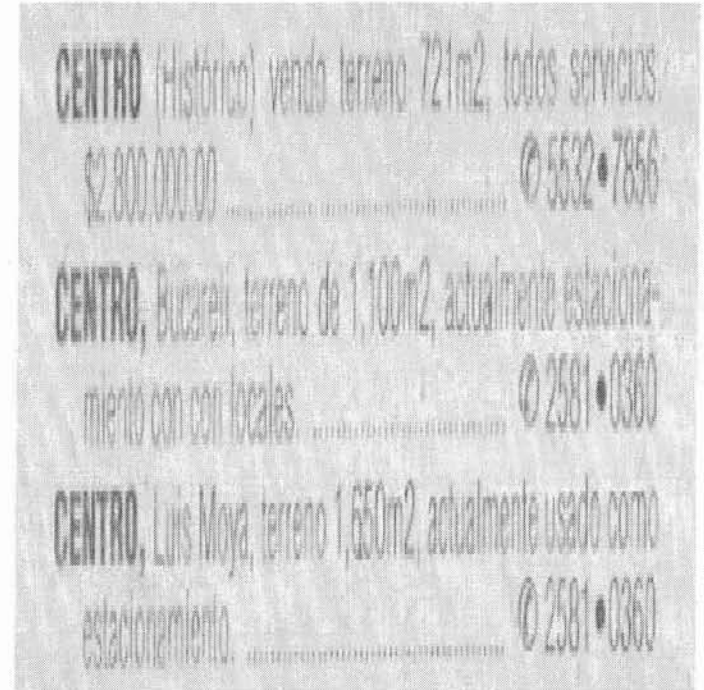 CENTRO (Histórico) vendo terreno 721m2, todos servicios.
$2.800,000.00 ✆ 5532•7856
CENTRO, Bucareli, terreno de 1,100m2, actualmente estaciona-
miento con con locales. ✆ 2581•0360
CENTRO, Luis Moya, terreno 1,650m2, actualmente usado como
estacionamiento. ✆ 2581•0360